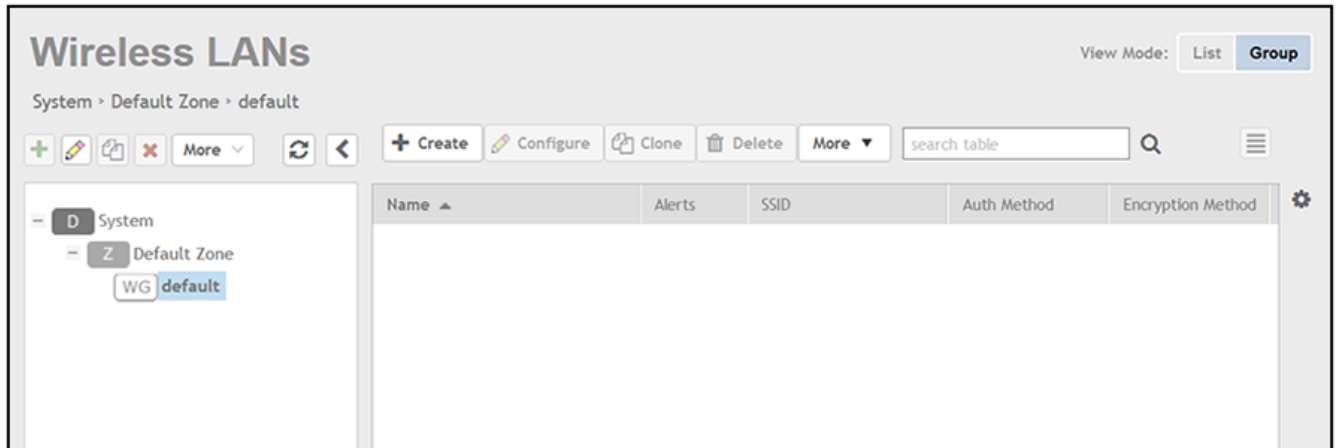 Wireless LANs
View Mode: List Group
System > Default Zone > default
More
Create Configure Clone Delete More search table
Name Alerts SSID Auth Method Encryption Method
D System
Z Default Zone
WG default